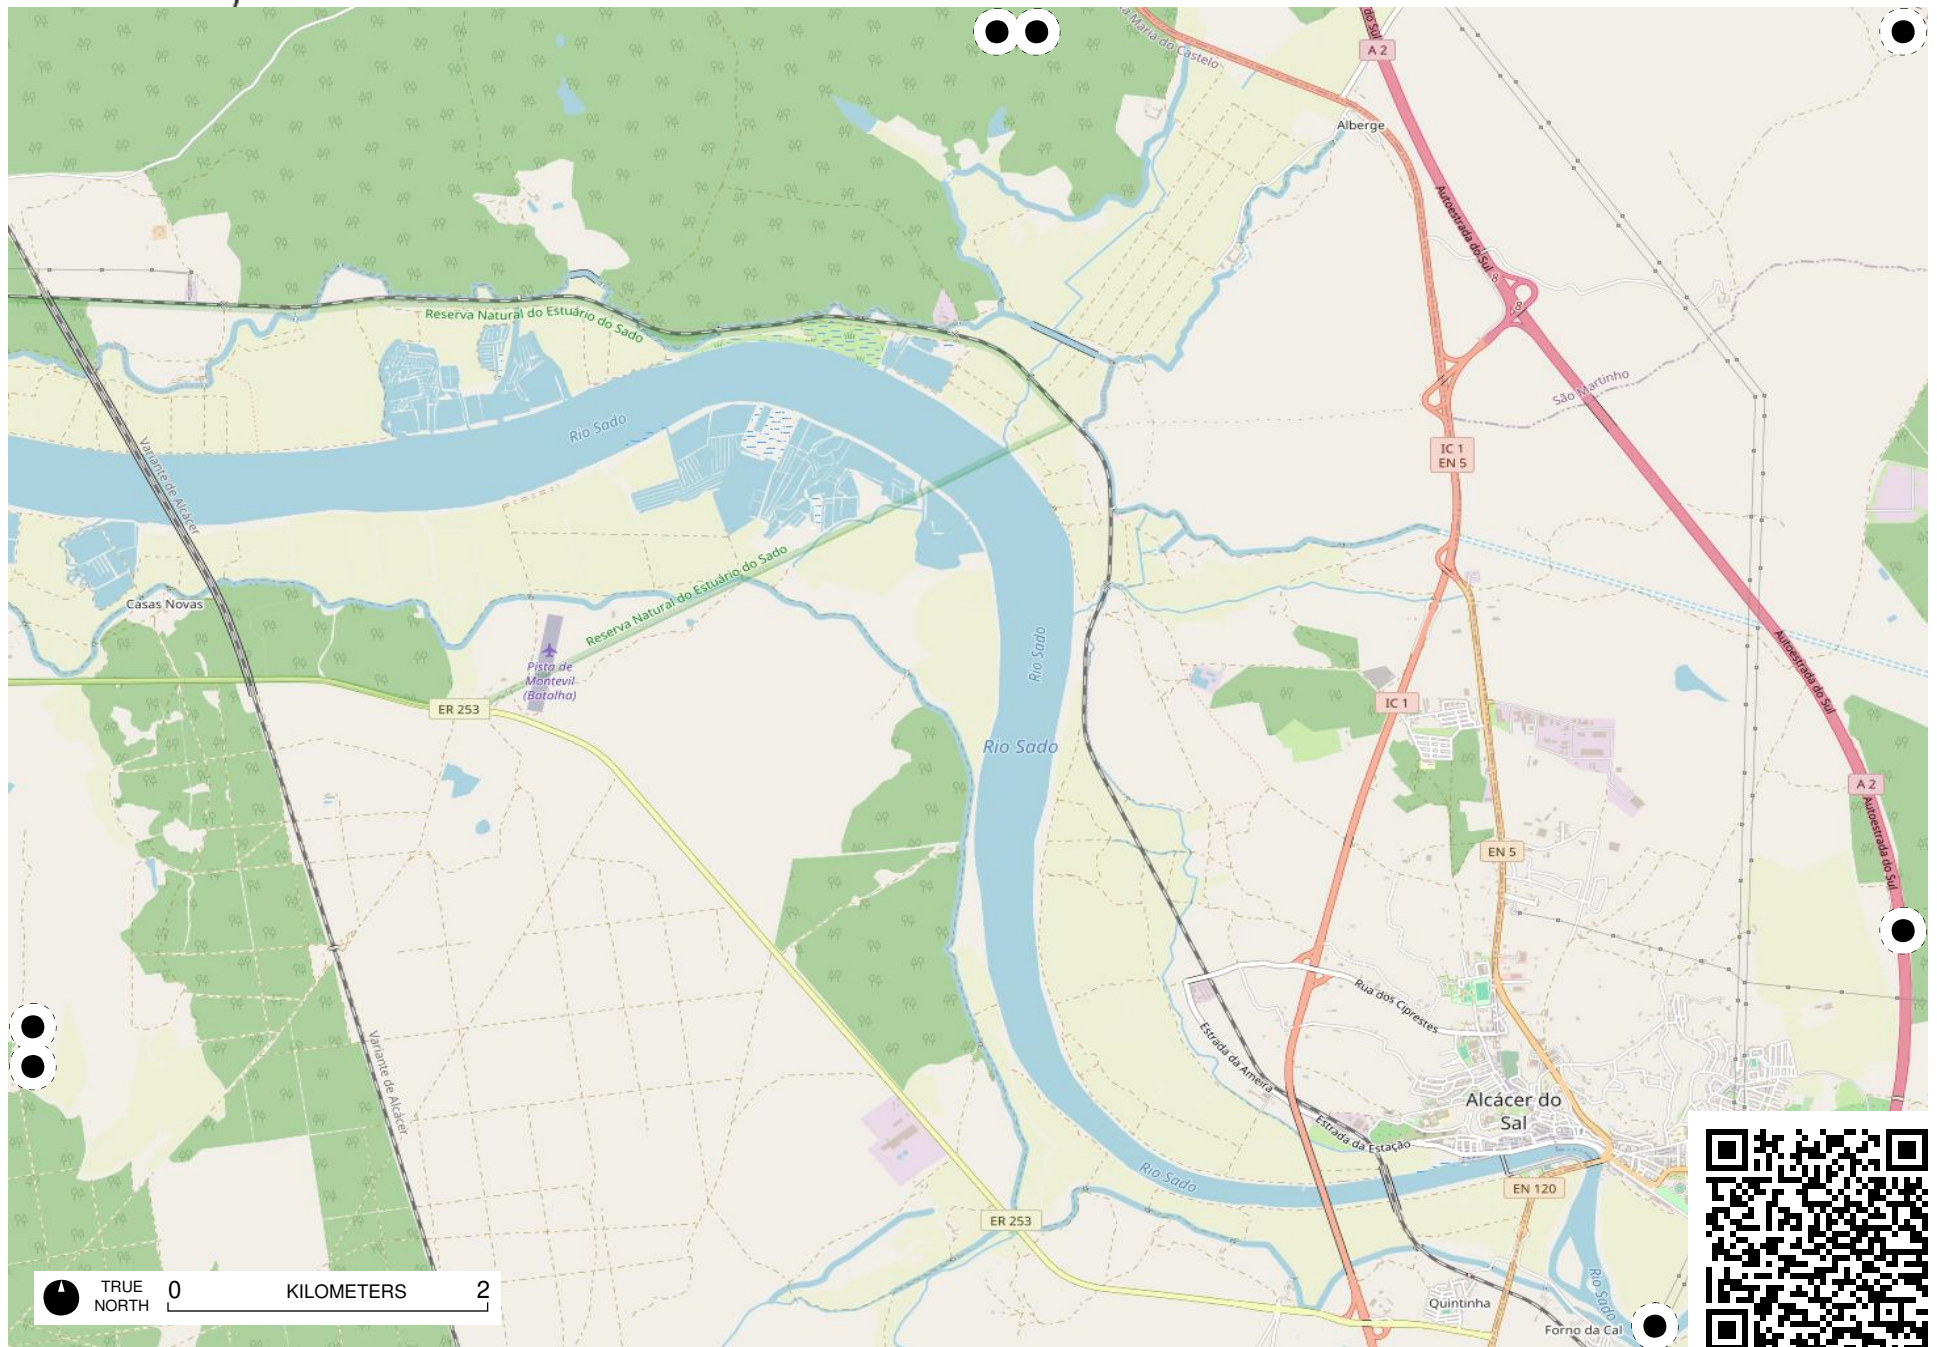 do Sul
a Maria do Castelo
A 2
Alberge
Autoestrada do Sul
8
8
Reserva Natural do Estuário do Sado
São Martinho
Rio Sado
Variante de Alcácer
IC 1
EN 5
Reserva Natural do Estuário do Sado
Casas Novas
Rio Sado
Pista de
Montevil
(Batalha)
Autoestrada do Sul
ER 253
IC 1
Rio Sado
A 2
Autoestrada do Sul
EN 5
Rua dos Ciprestes
Variante de Alcácer
Estrada da Ameira
Alcácer do
Sal
Estrada da Estação
Rio Sado
EN 120
ER 253
Rio Sado
Quintinha
Forno da Cal
TRUE
NORTH
0 KILOMETERS 2